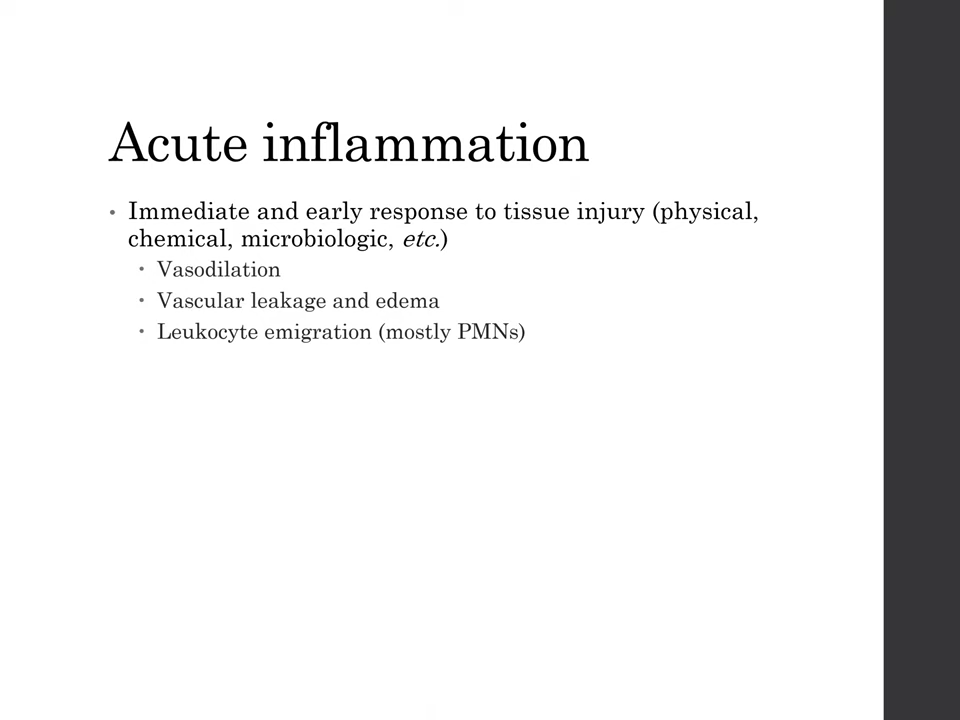 Acute inflammation
• Immediate and early response to tissue injury (physical,
chemical, microbiologic, etc.)
• Vasodilation
• Vascular leakage and edema
• Leukocyte emigration (mostly PMNs)